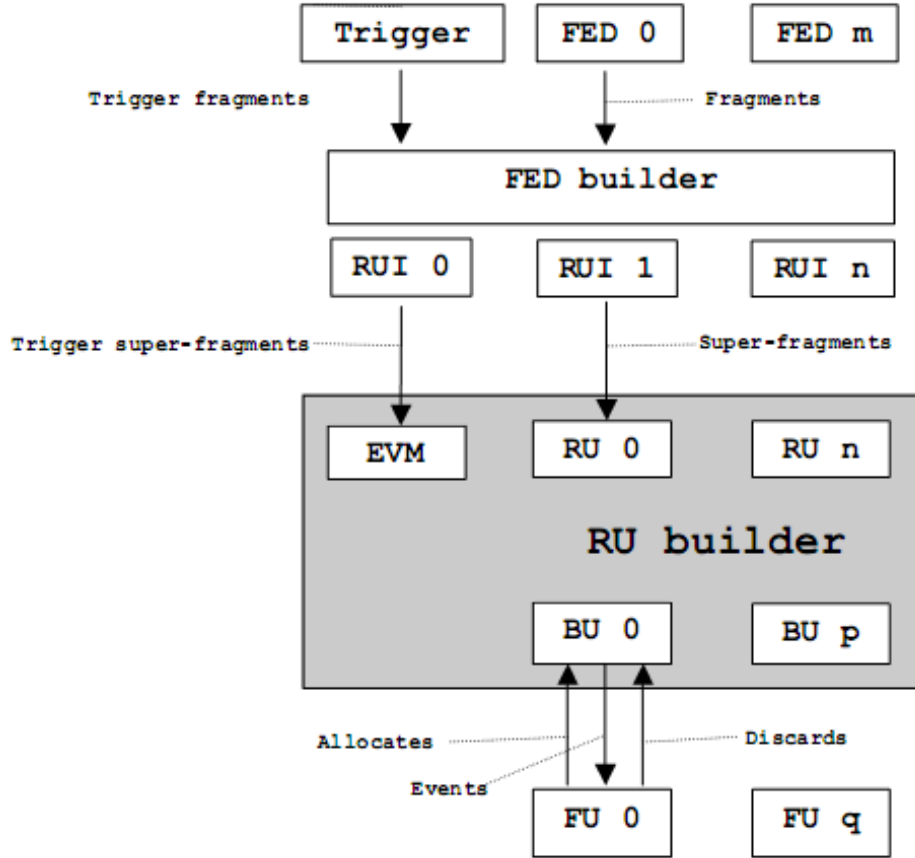 Trigger FED 0 FED m
Trigger fragments Fragments
FED builder
RUI 0 RUI 1 RUI n
Trigger super-fragments Super-fragments
EVM RU 0 RU n
RU builder
BU 0 BU p
Allocates Discards
Events
FU 0 FU q